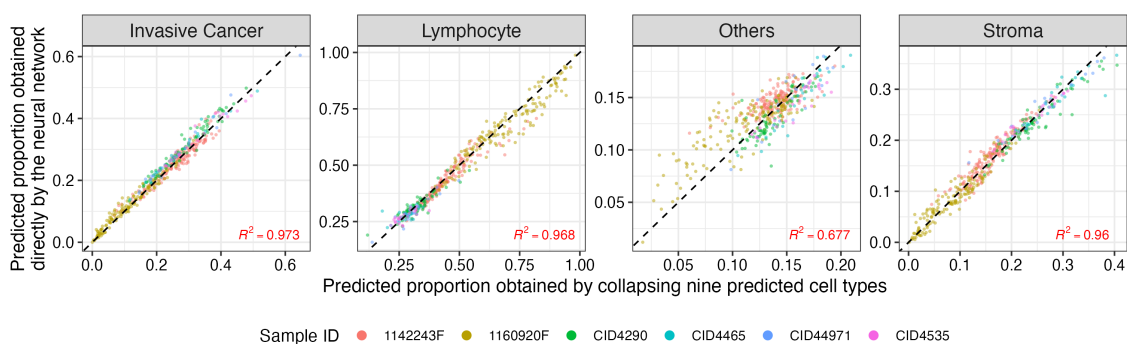 Invasive Cancer
Lymphocyte
Others
Stroma
Predicted proportion obtained
directly by the neural network
0.6
0.4
0.2
0.0
R² = 0.973
0.0 0.2 0.4 0.6
1.00
0.75
0.50
0.25
R² = 0.968
0.25 0.50 0.75 1.00
0.15
0.10
0.05
R² = 0.677
0.05 0.10 0.15 0.20
0.3
0.2
0.1
0.0
R² = 0.96
0.0 0.1 0.2 0.3 0.4
Predicted proportion obtained by collapsing nine predicted cell types
Sample ID 1142243F 1160920F CID4290 CID4465 CID44971 CID4535